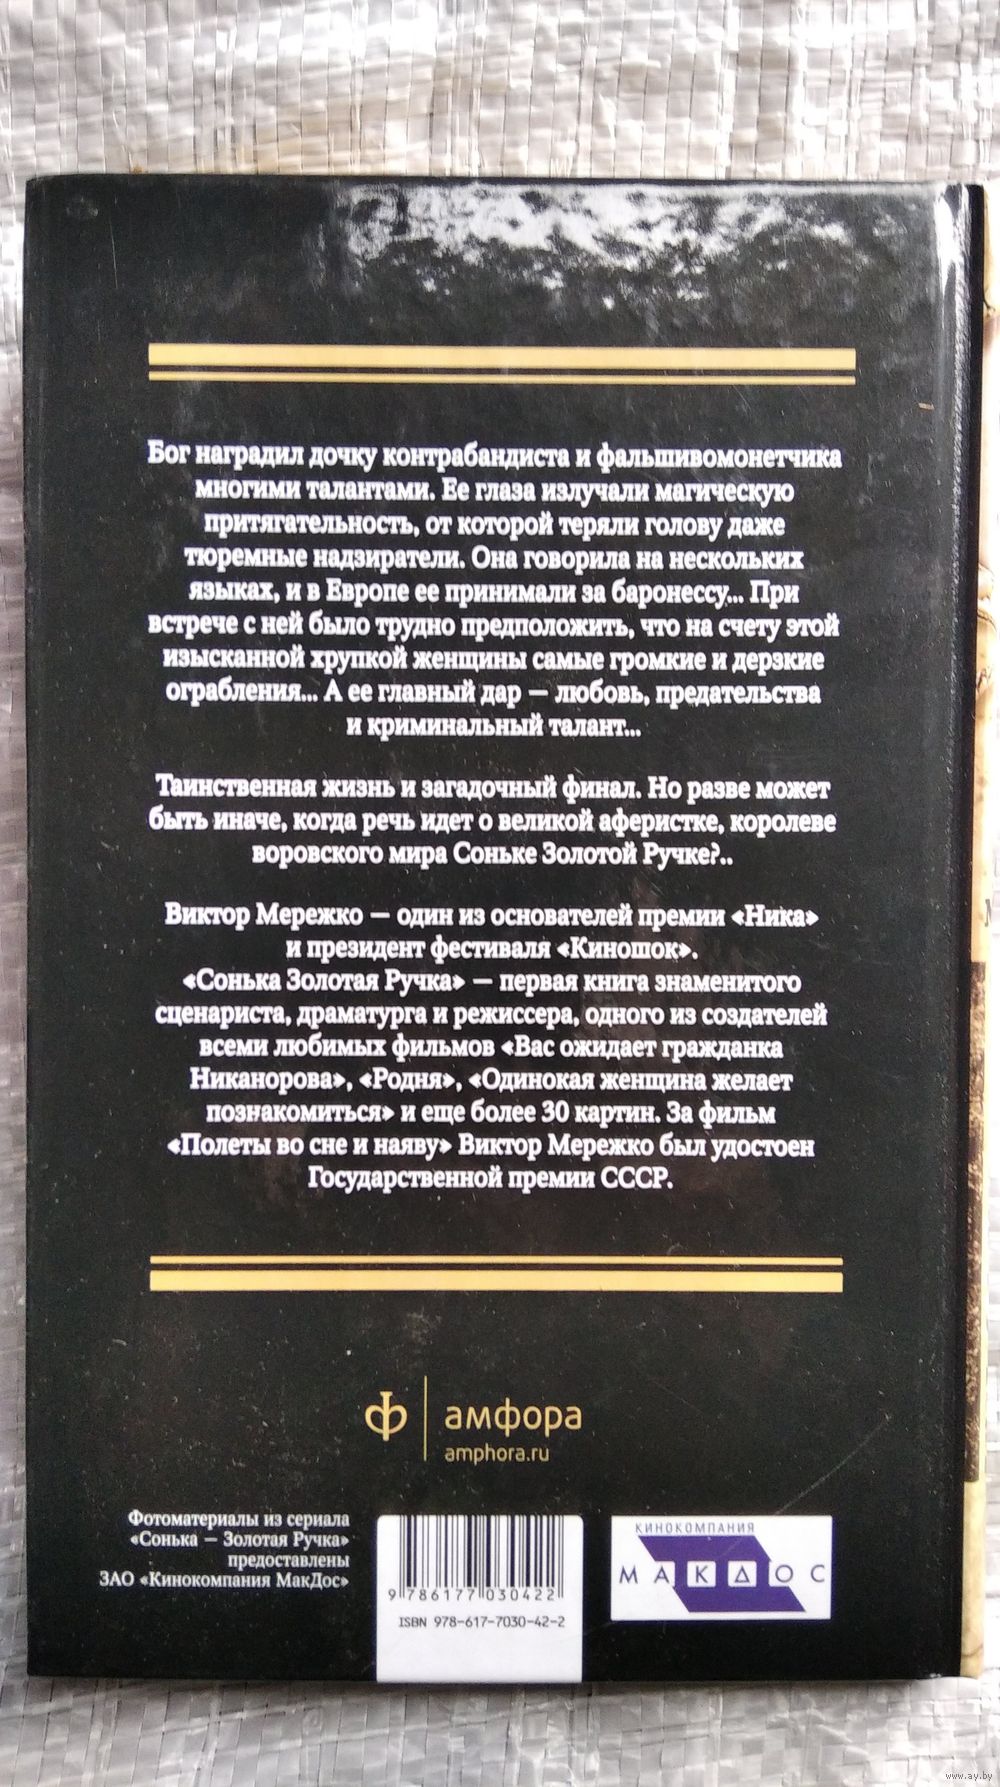 Бог наградил дочку контрабандиста и фальшивомонетчика
многими талантами. Ее глаза излучали магическую
притягательность, от которой теряли голову даже
тюремные надзиратели. Она говорила на нескольких
языках, и в Европе ее принимали за баронессу... При
встрече с ней было трудно предположить, что на счету этой
изысканной хрупкой женщины самые громкие и дерзкие
ограбления... А ее главный дар — любовь, предательства
и криминальный талант...
Таинственная жизнь и загадочный финал. Но разве может
быть иначе, когда речь идет о великой аферистке, королеве
воровского мира Соньке Золотой Ручке?..
Виктор Мережко — один из основателей премии «Ника»
и президент фестиваля «Киношок».
«Сонька Золотая Ручка» — первая книга знаменитого
сценариста, драматурга и режиссера, одного из создателей
всеми любимых фильмов «Вас ожидает гражданка
Никанорова», «Родня», «Одинокая женщина желает
познакомиться» и еще более 30 картин. За фильм
«Полеты во сне и наяву» Виктор Мережко был удостоен
Государственной премии СССР.
амфора
amphora.ru
Фотоматериалы из сериала
«Сонька — Золотая Ручка»
предоставлены
ЗАО «Кинокомпания МакДос»
9 786177 030422
ISBN 978-617-7030-42-2
КИНОКОМПАНИЯ
МАКДОС
www.ay.by